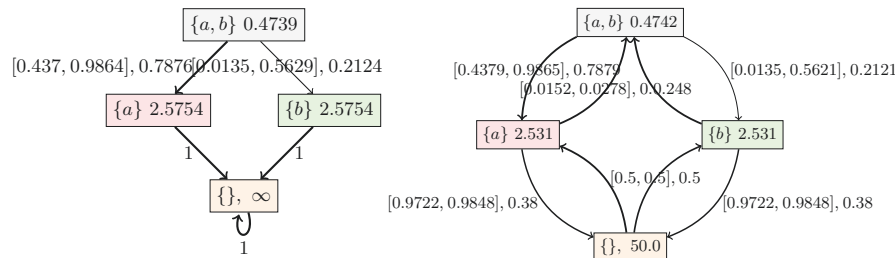 {a, b} 0.4739
[0.437, 0.9864], 0.7876
[0.0135, 0.5629], 0.2124
{a} 2.5754
{b} 2.5754
1
1
{}, ∞
1
{a, b} 0.4742
[0.4379, 0.9865], 0.7879
[0.0135, 0.5621], 0.2121
[0.0152, 0.0278], 0.0.248
{a} 2.531
{b} 2.531
[0.5, 0.5], 0.5
[0.9722, 0.9848], 0.38
[0.9722, 0.9848], 0.38
{}, 50.0